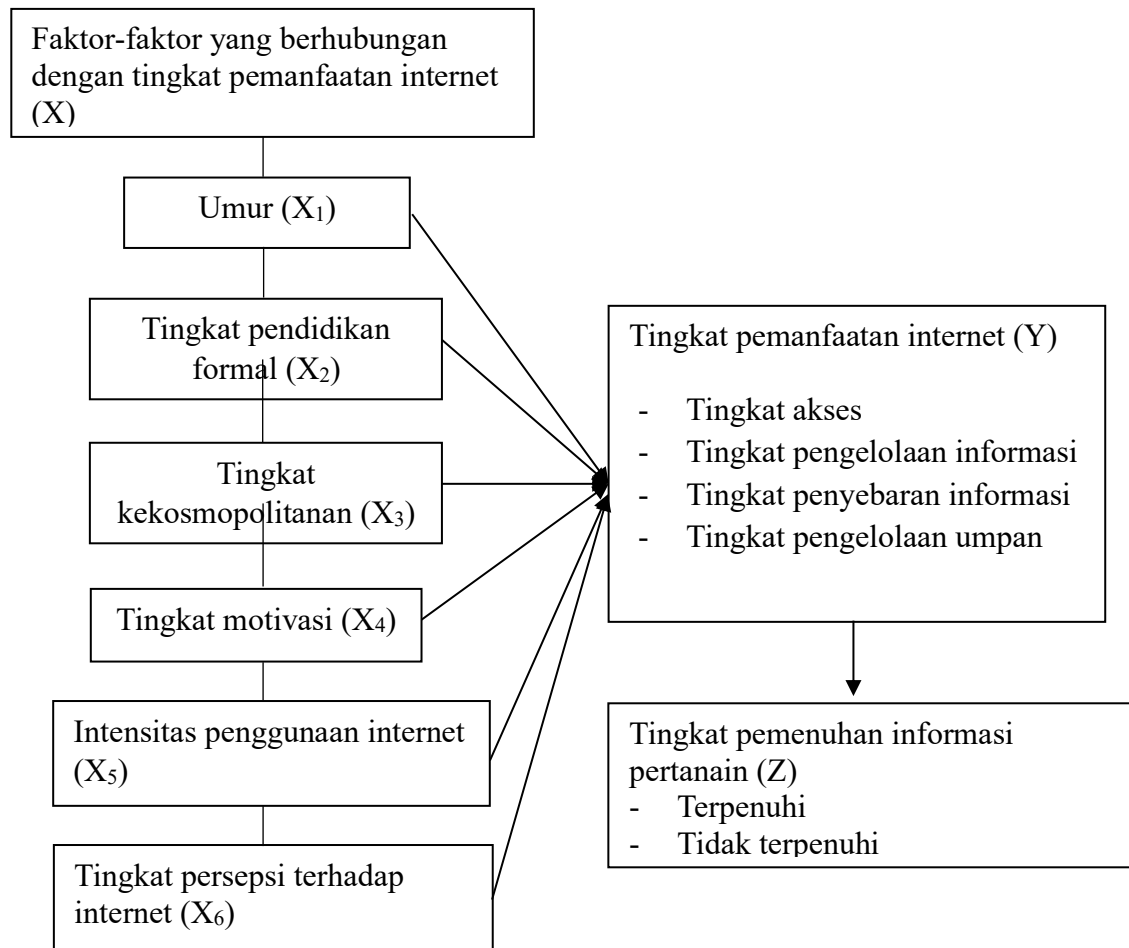 Faktor-faktor yang berhubungan
dengan tingkat pemanfaatan internet
(X)
Umur (X₁)
Tingkat pendidikan
formal (X₂)
Tingkat
kekosmopolitanan (X₃)
Tingkat motivasi (X₄)
Intensitas penggunaan internet
(X₅)
Tingkat persepsi terhadap
internet (X₆)
Tingkat pemanfaatan internet (Y)
- Tingkat akses
- Tingkat pengelolaan informasi
- Tingkat penyebaran informasi
- Tingkat pengelolaan umpan
Tingkat pemenuhan informasi
pertanain (Z)
- Terpenuhi
- Tidak terpenuhi